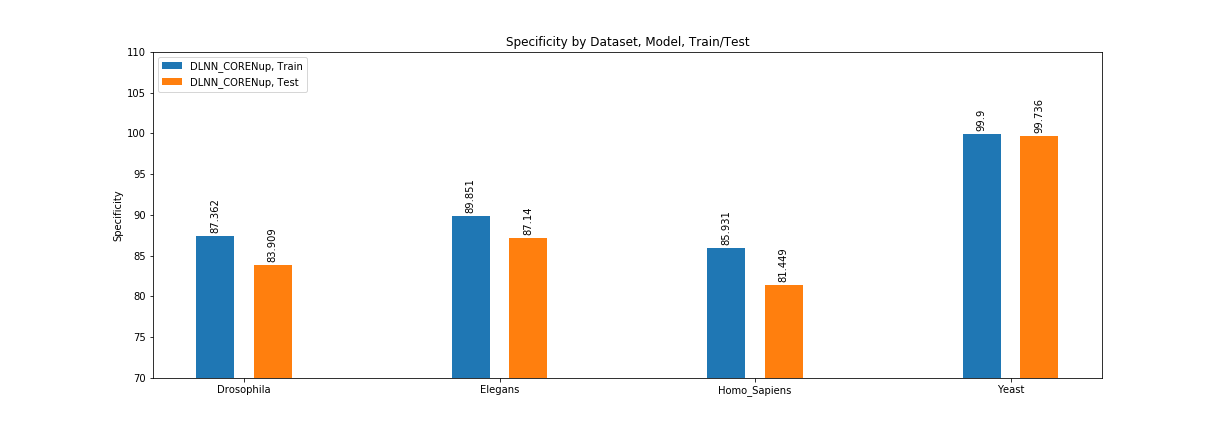 Specificity by Dataset, Model, Train/Test
DLNN_CORENup, Train
DLNN_CORENup, Test
Specificity
110
105
100
95
90
85
80
75
70
87.362
83.909
89.851
87.14
85.931
81.449
99.9
99.736
Drosophila
Elegans
Homo_Sapiens
Yeast